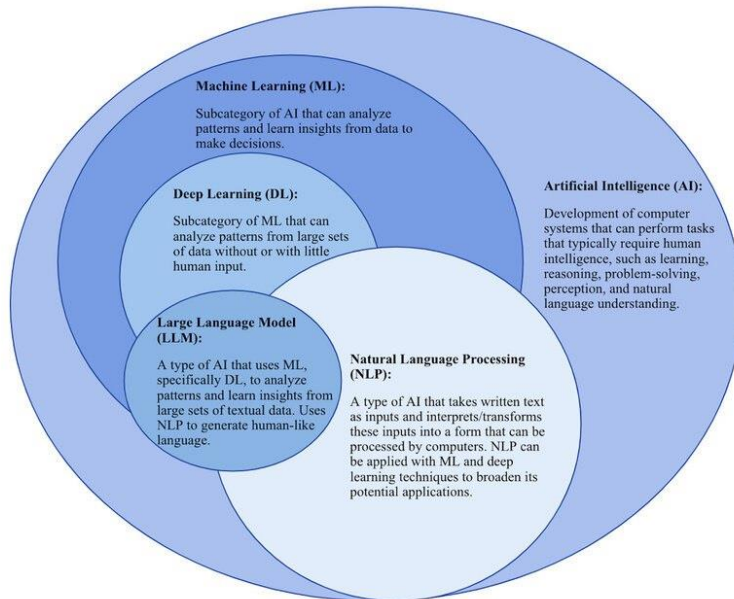 Machine Learning (ML):
Subcategory of AI that can analyze
patterns and learn insights from data to
make decisions.
Deep Learning (DL):
Subcategory of ML that can
analyze patterns from large sets
of data without or with little
human input.
Artificial Intelligence (AI):
Development of computer
systems that can perform tasks
that typically require human
intelligence, such as learning,
reasoning, problem-solving,
perception, and natural
language understanding.
Large Language Model
(LLM):
A type of AI that uses ML,
specifically DL, to analyze
patterns and learn insights from
large sets of textual data. Uses
NLP to generate human-like
language.
Natural Language Processing
(NLP):
A type of AI that takes written text
as inputs and interprets/transforms
these inputs into a form that can be
processed by computers. NLP can
be applied with ML and deep
learning techniques to broaden its
potential applications.